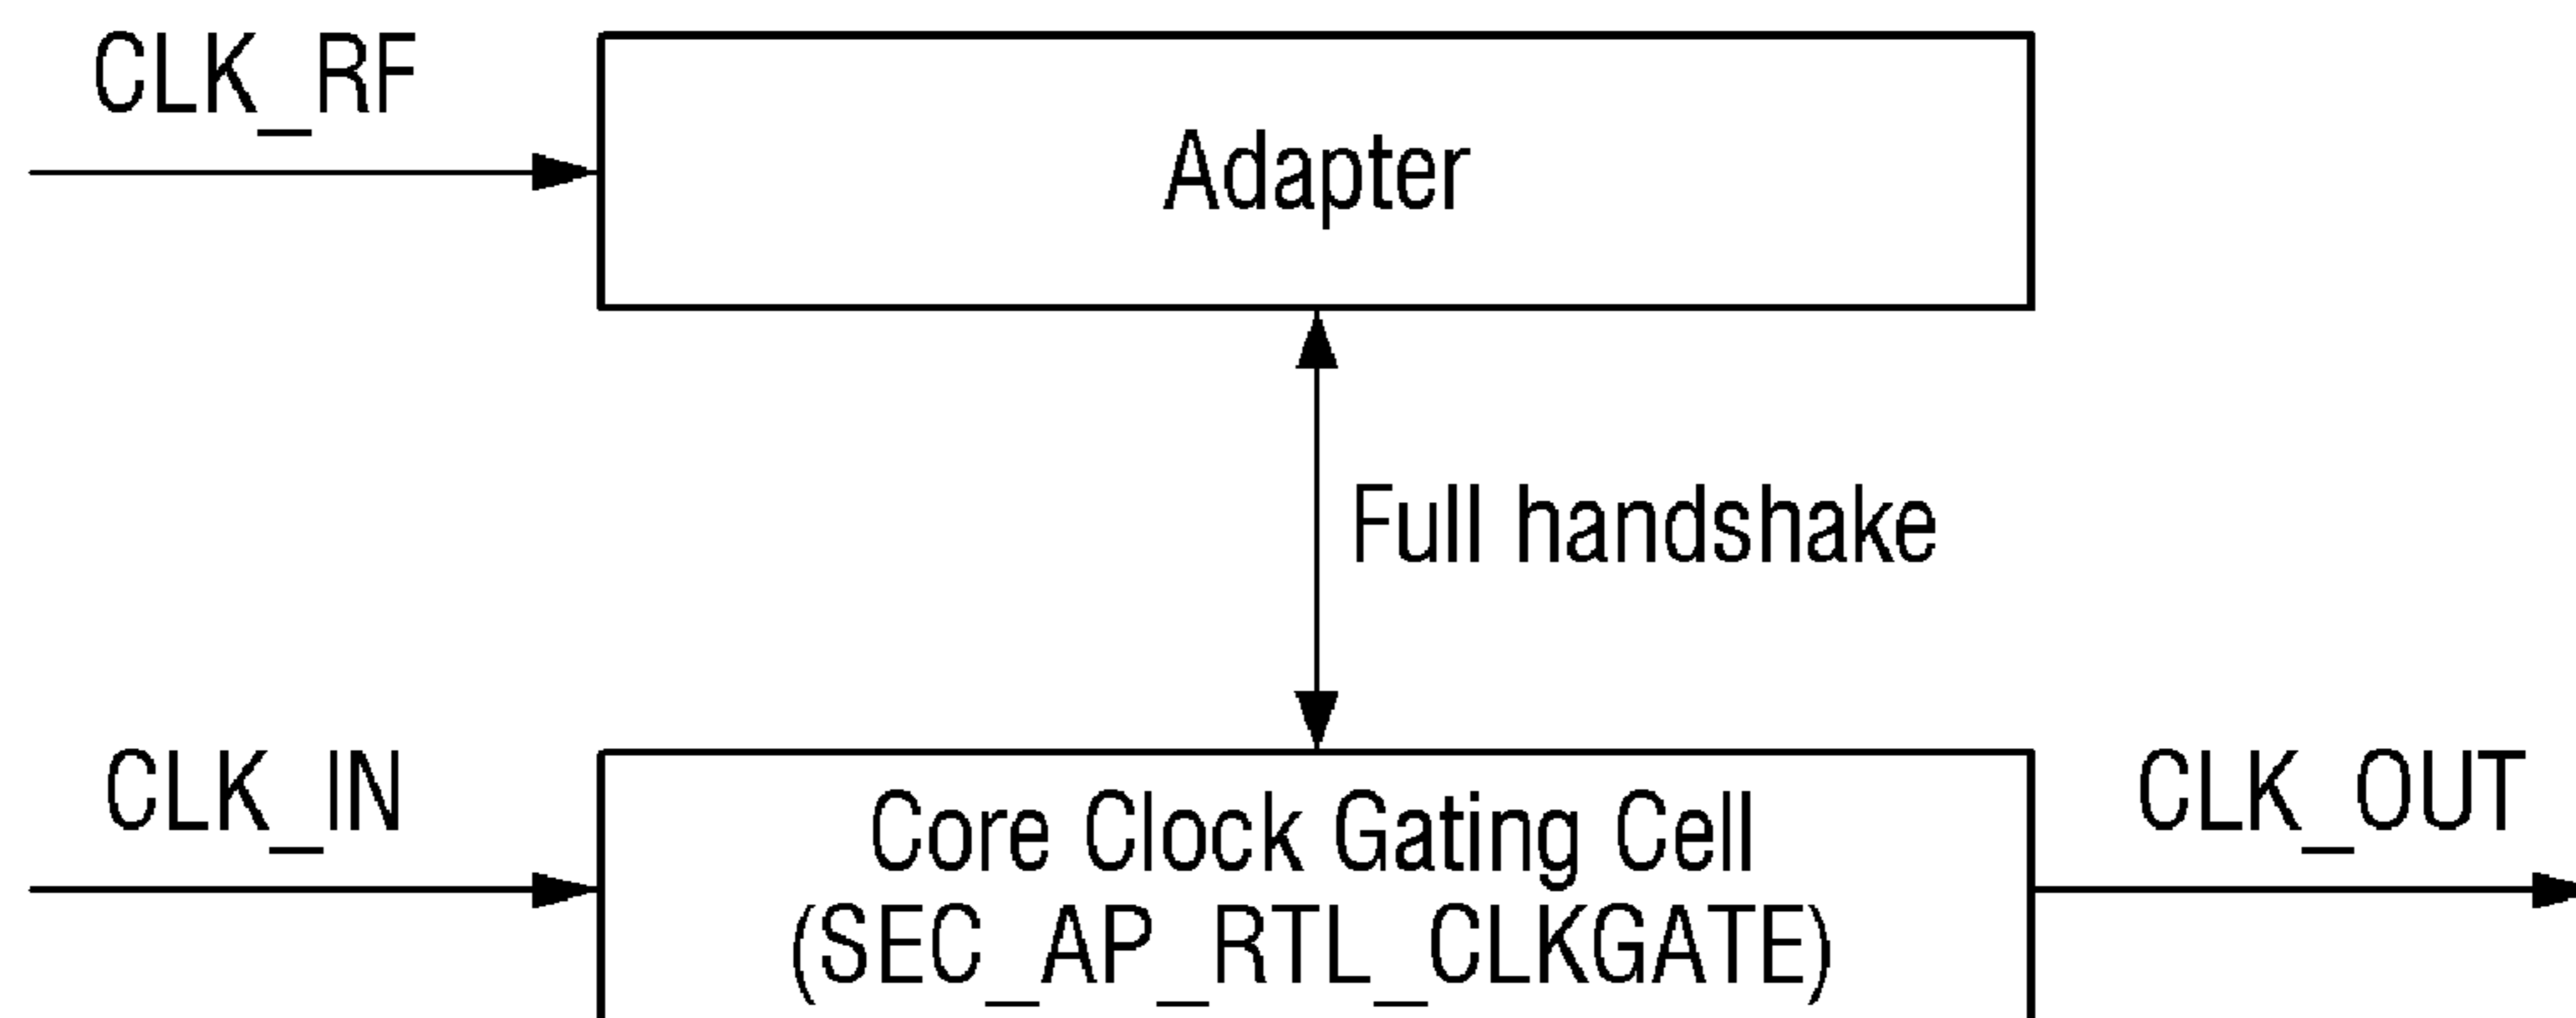 CLK_RF
Adapter
Full handshake
CLK_IN
Core Clock Gating Cell
(SEC_AP_RTL_CLKGATE)
CLK_OUT